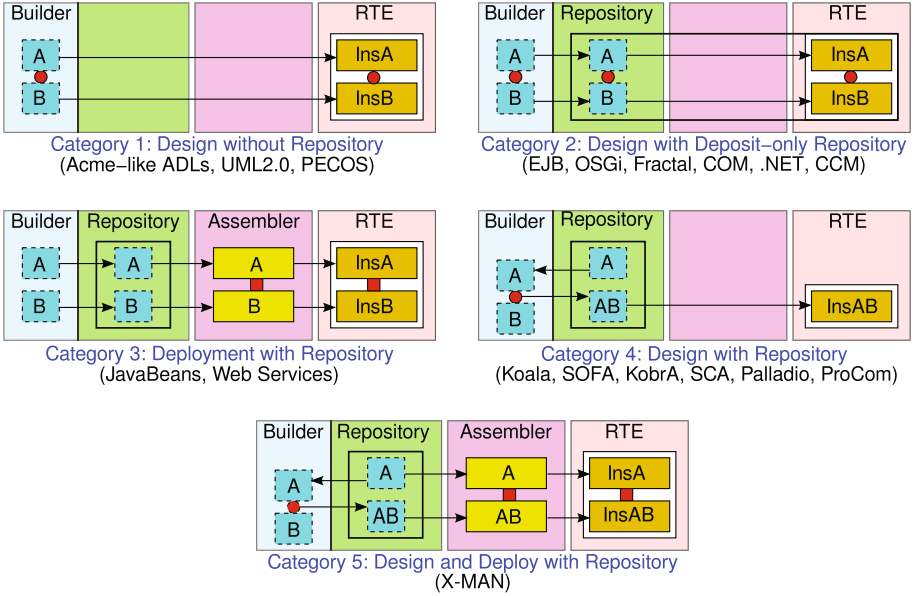 Builder RTE
A InsA
B InsB
Category 1: Design without Repository
(Acme−like ADLs, UML2.0, PECOS)
Builder Repository RTE
A A InsA
B B InsB
Category 2: Design with Deposit−only Repository
(EJB, OSGi, Fractal, COM, .NET, CCM)
Builder Repository Assembler RTE
A A A InsA
B B B InsB
Category 3: Deployment with Repository
(JavaBeans, Web Services)
Builder Repository RTE
A A
B AB InsAB
Category 4: Design with Repository
(Koala, SOFA, KobrA, SCA, Palladio, ProCom)
Builder Repository Assembler RTE
A A A InsA
B AB AB InsAB
Category 5: Design and Deploy with Repository
(X-MAN)